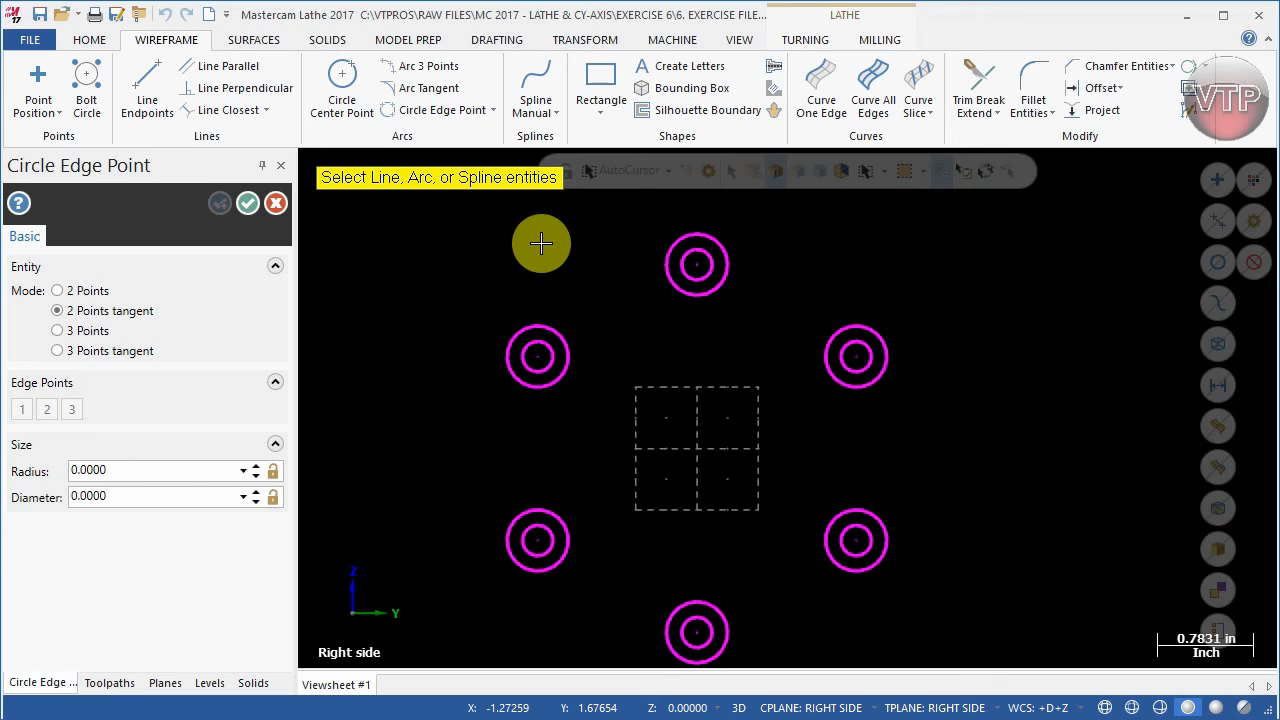 17
Mastercam Lathe 2017
C:\VTPROS\RAW FILES\MC 2017 - LATHE & CY-AXIS\EXERCISE 6\6. EXERCISE FILE...
LATHE
FILE
HOME
WIREFRAME
SURFACES
SOLIDS
MODEL PREP
DRAFTING
TRANSFORM
MACHINE
VIEW
TURNING
MILLING
Point
Position
Bolt
Circle
Points
Line
Endpoints
Line Parallel
Line Perpendicular
Line Closest
Lines
Circle
Center Point
Arc 3 Points
Arc Tangent
Circle Edge Point
Arcs
Spline
Manual
Splines
Rectangle
Create Letters
Bounding Box
Silhouette Boundary
Shapes
Curve
One Edge
Curve All
Edges
Curve
Slice
Curves
Trim Break
Extend
Fillet
Entities
Chamfer Entities
Offset
Project
Modify
VTP
Circle Edge Point
Basic
Entity
Mode:
2 Points
2 Points tangent
3 Points
3 Points tangent
Edge Points
1 2 3
Size
Radius: 0.0000
Diameter: 0.0000
Select Line, Arc, or Spline entities
AutoCursor
Z
Y
Right side
0.7831 in
Inch
Circle Edge ...
Toolpaths
Planes
Levels
Solids
Viewsheet #1
X: -1.27259
Y: 1.67654
Z: 0.00000
3D
CPLANE: RIGHT SIDE
TPLANE: RIGHT SIDE
WCS: +D+Z